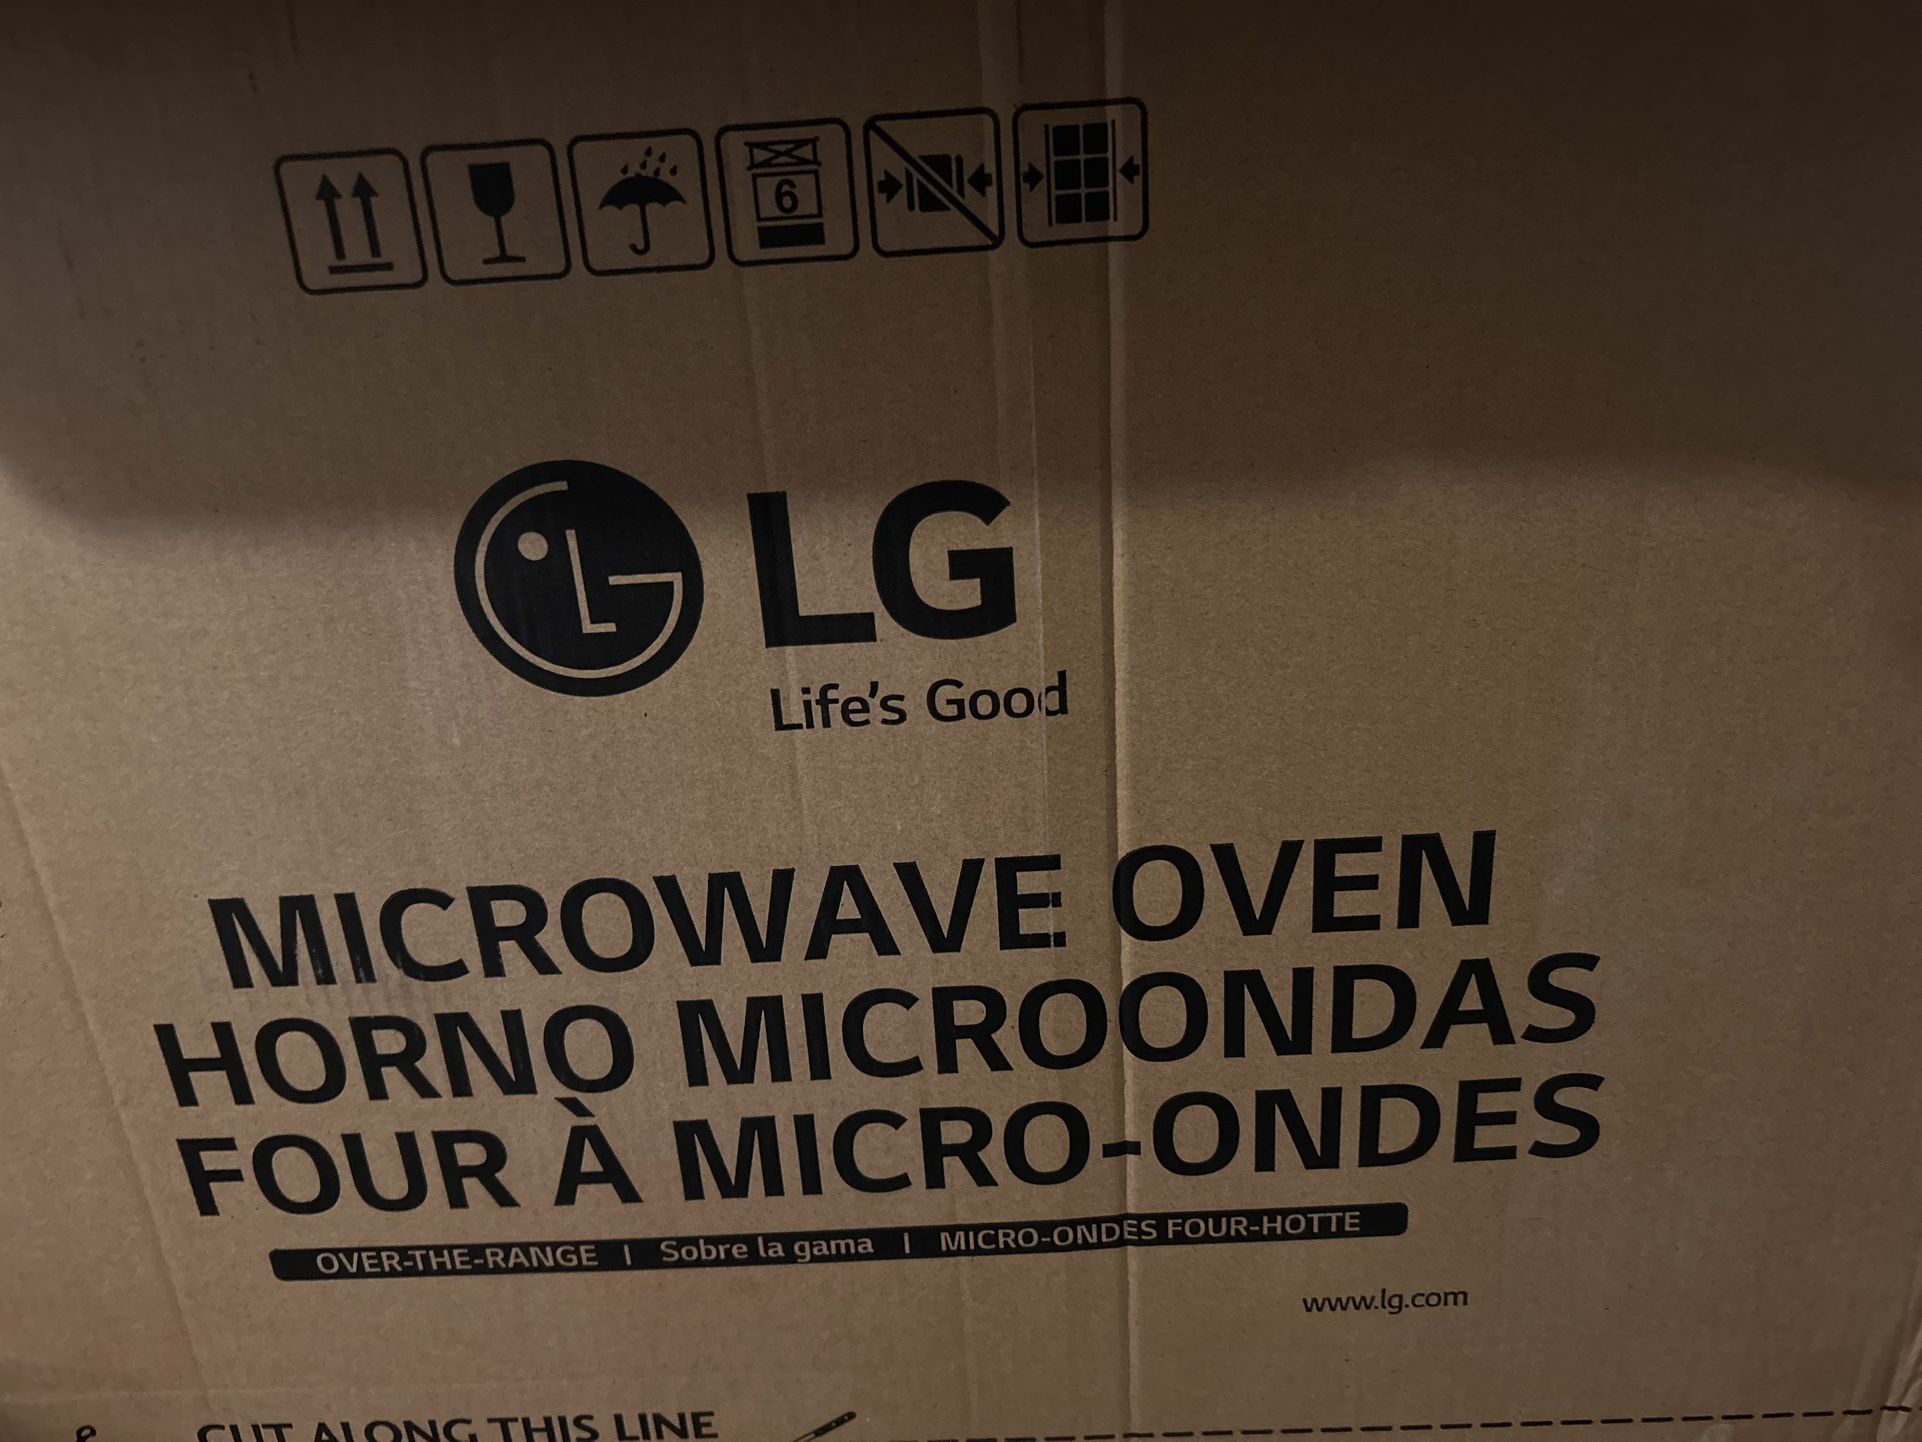 6
LG
LG
Life's Good
MICROWAVE OVEN
HORNO MICROONDAS
FOUR À MICRO-ONDES
OVER-THE-RANGE | Sobre la gama | MICRO-ONDES FOUR-HOTTE
www.lg.com
CUT ALONG THIS LINE